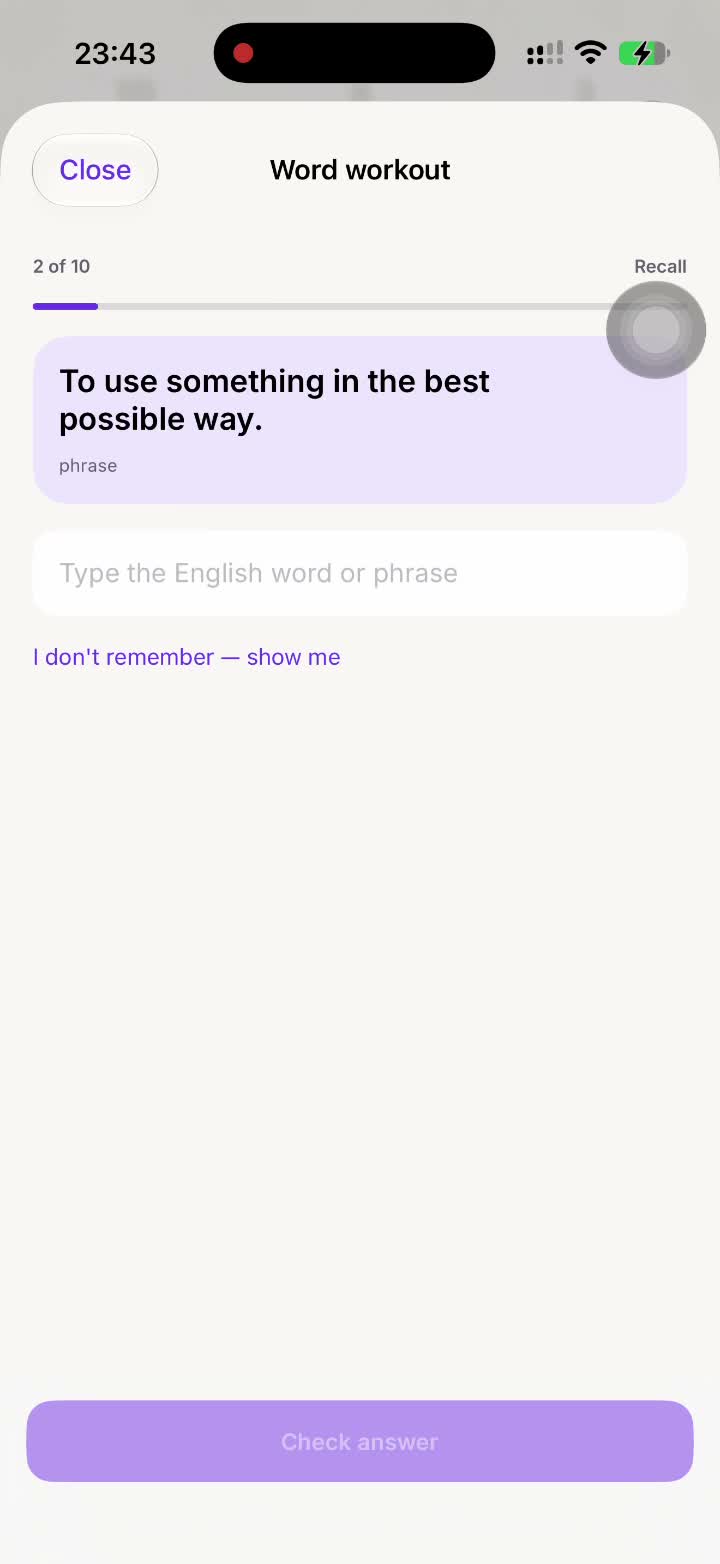 23:43
Close
Word workout
2 of 10
Recall
To use something in the best
possible way.
phrase
Type the English word or phrase
I don't remember — show me
Check answer